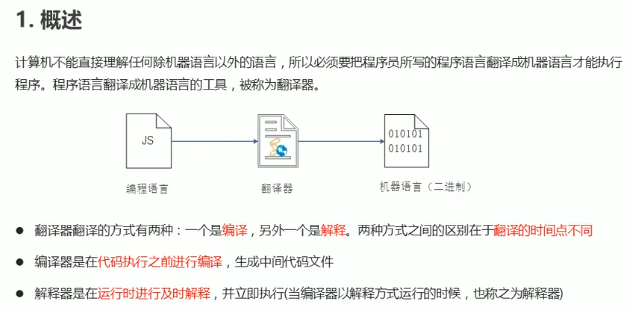 1. 概述
计算机不能直接理解任何除机器语言以外的语言，所以必须要把程序员所写的程序语言翻译成机器语言才能执行
程序。程序语言翻译成机器语言的工具，被称为翻译器。
JS
010101
010101
编程语言
翻译器
机器语言（二进制）
● 翻译器翻译的方式有两种：一个是编译，另外一个是解释。两种方式之间的区别在于翻译的时间点不同
● 编译器是在代码执行之前进行编译，生成中间代码文件
● 解释器是在运行时进行及时解释，并立即执行(当编译器以解释方式运行的时候，也称之为解释器)